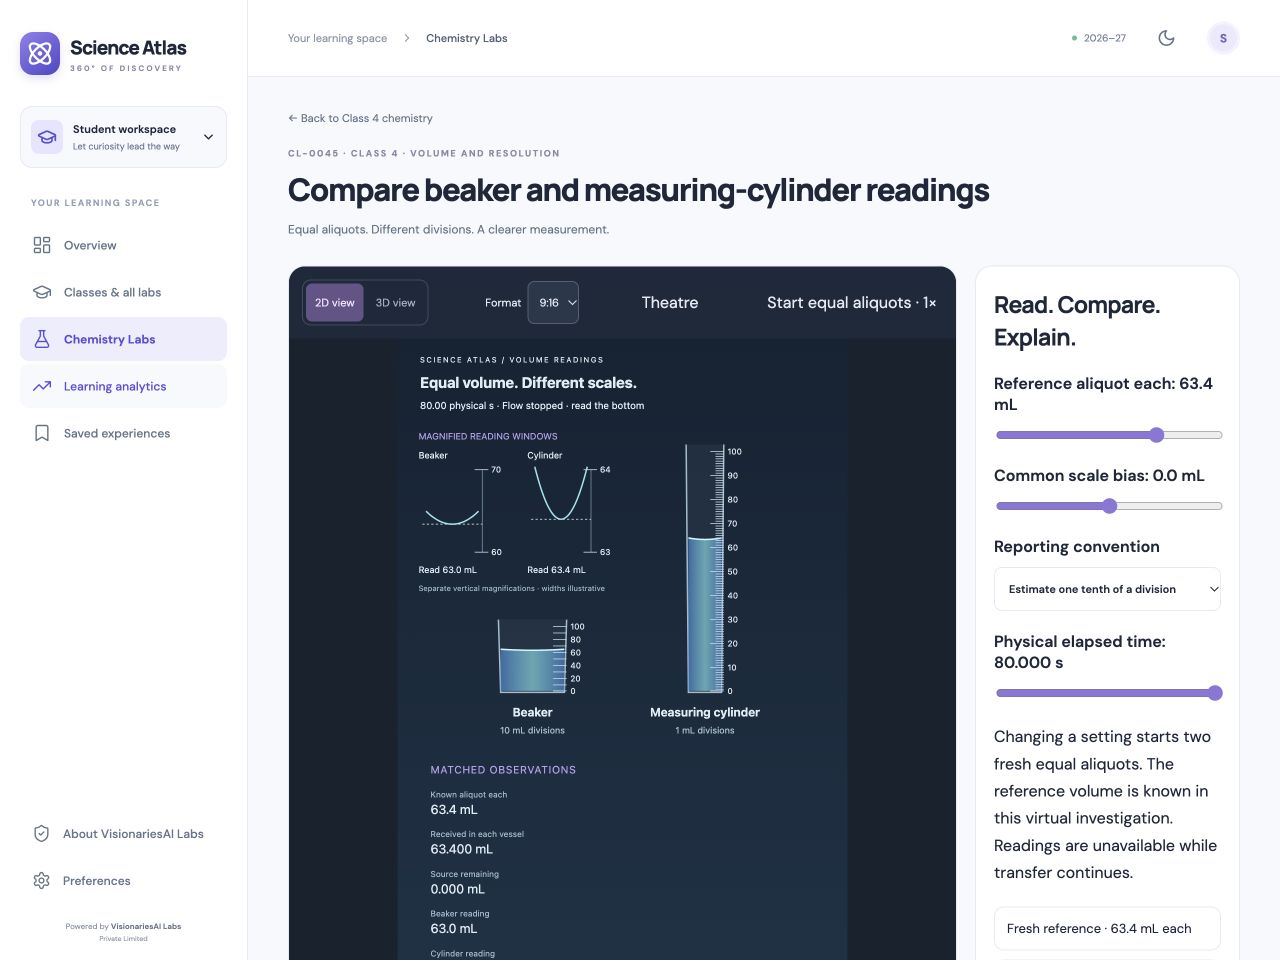 Science Atlas
360° OF DISCOVERY
Student workspace
Let curiosity lead the way
YOUR LEARNING SPACE
Overview
Classes & all labs
Chemistry Labs
Learning analytics
Saved experiences
About VisionariesAI Labs
Preferences
Powered by VisionariesAI Labs
Private Limited
Your learning space
Chemistry Labs
2026–27
S
← Back to Class 4 chemistry
CL-0045 · CLASS 4 · VOLUME AND RESOLUTION
Compare beaker and measuring-cylinder readings
Equal aliquots. Different divisions. A clearer measurement.
2D view
3D view
Format
9:16
Theatre
Start equal aliquots · 1×
SCIENCE ATLAS / VOLUME READINGS
Equal volume. Different scales.
80.00 physical s · Flow stopped · read the bottom
MAGNIFIED READING WINDOWS
Beaker
Cylinder
70
60
64
63
Read 63.0 mL
Read 63.4 mL
Separate vertical magnifications · widths illustrative
100
80
60
40
20
0
Beaker
10 mL divisions
100
90
80
70
60
50
40
30
20
10
0
Measuring cylinder
1 mL divisions
MATCHED OBSERVATIONS
Known aliquot each
63.4 mL
Received in each vessel
63.400 mL
Source remaining
0.000 mL
Beaker reading
63.0 mL
Cylinder reading
Read. Compare.
Explain.
Reference aliquot each: 63.4
mL
Common scale bias: 0.0 mL
Reporting convention
Estimate one tenth of a division
Physical elapsed time:
80.000 s
Changing a setting starts two
fresh equal aliquots. The
reference volume is known in
this virtual investigation.
Readings are unavailable while
transfer continues.
Fresh reference · 63.4 mL each